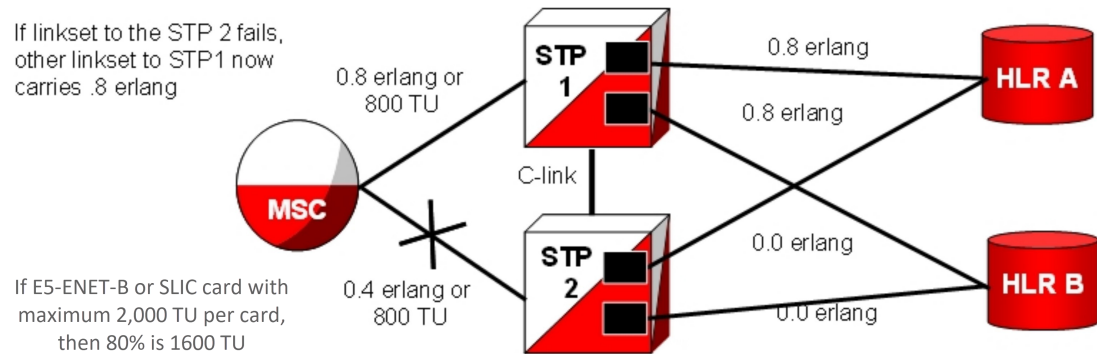 If linkset to the STP 2 fails,
other linkset to STP1 now
carries .8 erlang
0.8 erlang or
800 TU
STP
1
0.8 erlang
0.8 erlang
HLR A
C-link
MSC
STP
2
0.0 erlang
0.0 erlang
HLR B
0.4 erlang or
800 TU
If E5-ENET-B or SLIC card with
maximum 2,000 TU per card,
then 80% is 1600 TU